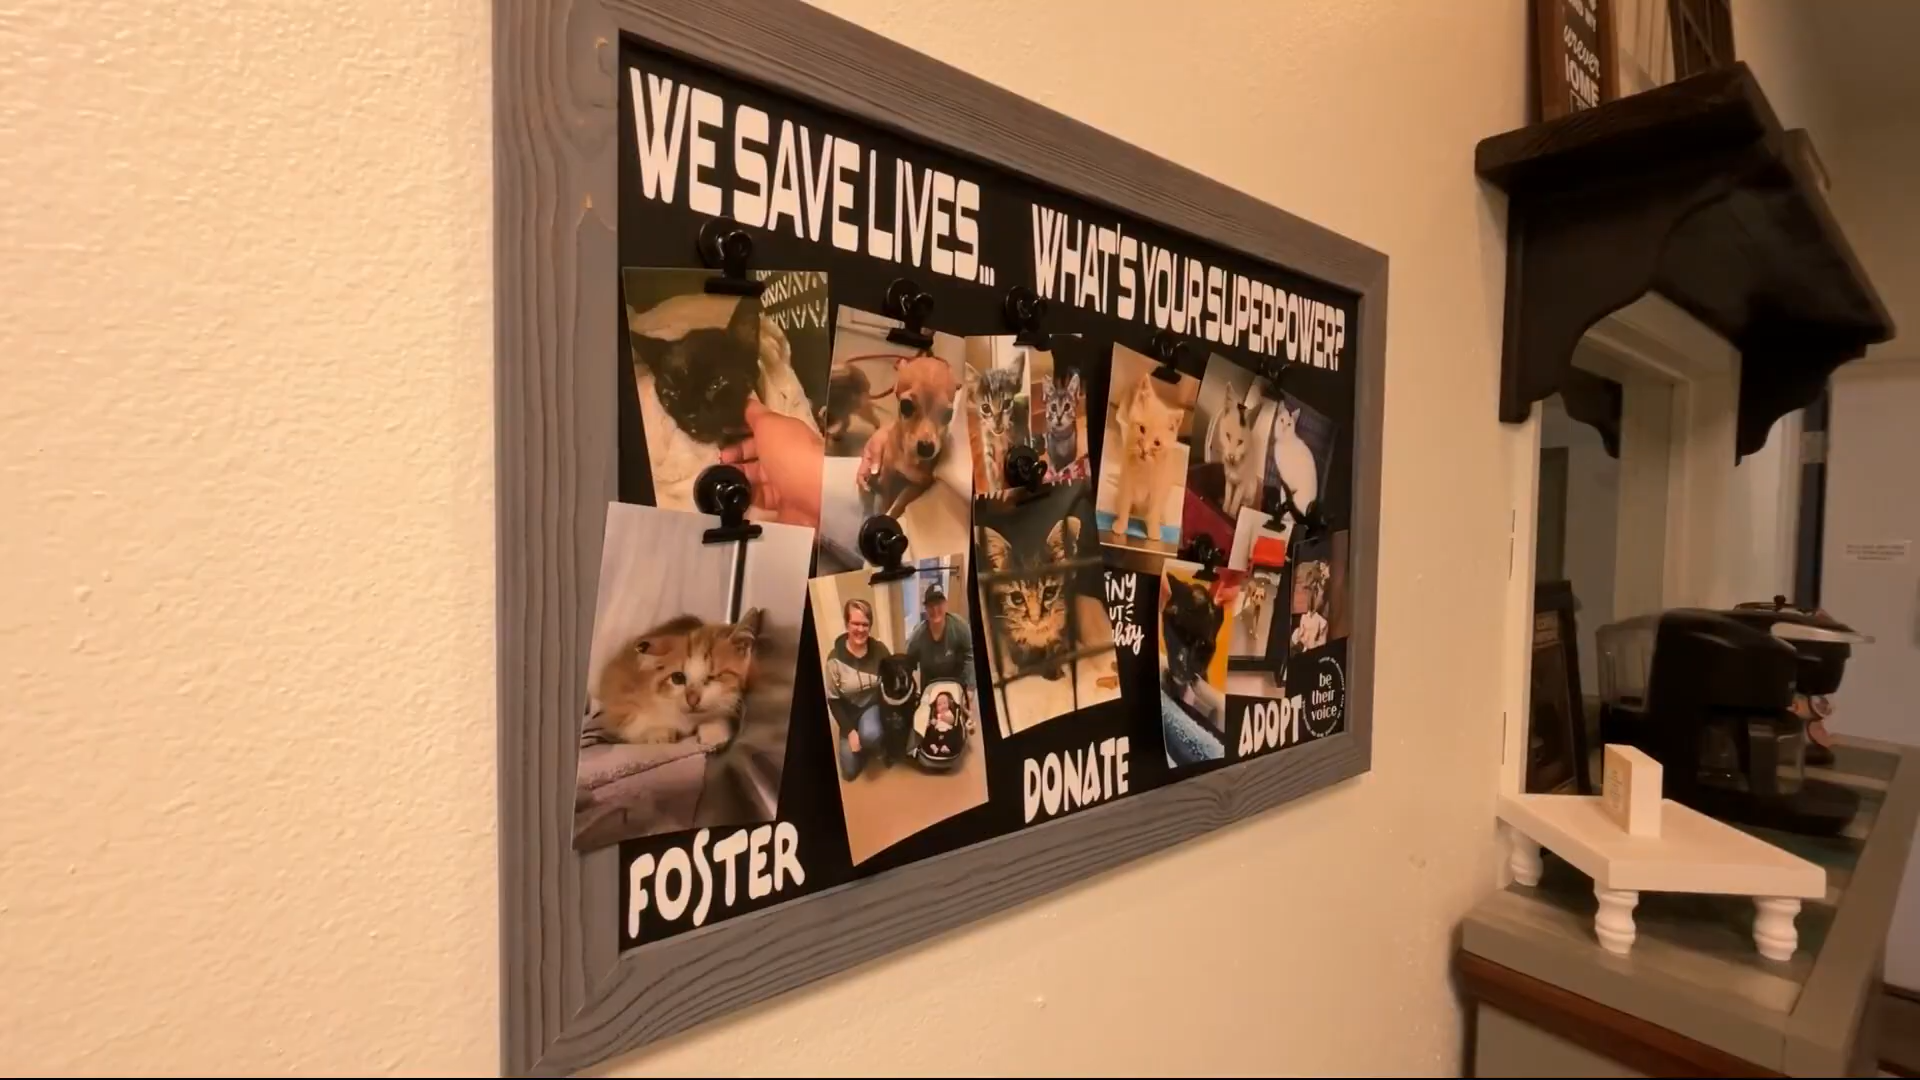 WE SAVE LIVES...
WHAT'S YOUR SUPERPOWER?
be
their
voice
ADOPT
DONATE
FOSTER